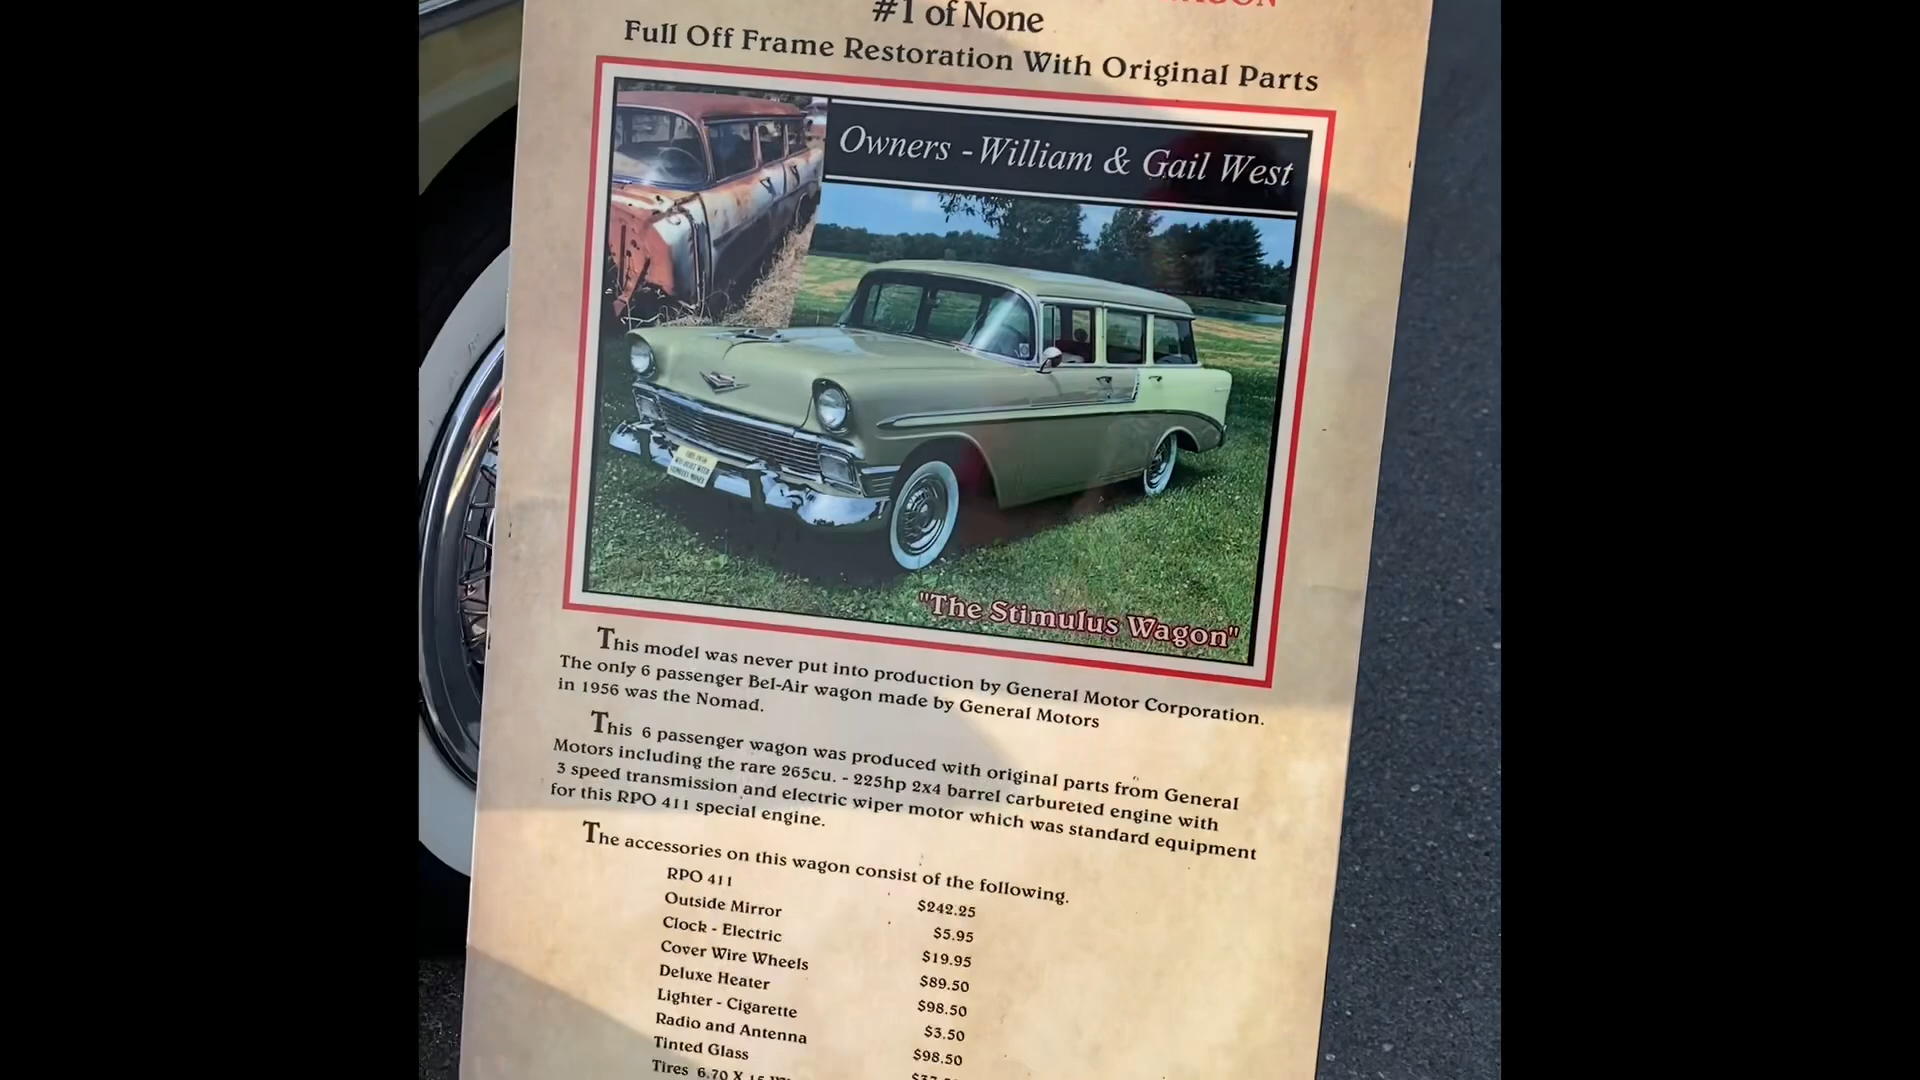 #1 of None
Full Off Frame Restoration With Original Parts
Owners - William & Gail West
"The Stimulus Wagon"
This model was never put into production by General Motor Corporation.
The only 6 passenger Bel-Air wagon made by General Motors
in 1956 was the Nomad.
This 6 passenger wagon was produced with original parts from General
Motors including the rare 265cu. - 225hp 2x4 barrel carbureted engine with
3 speed transmission and electric wiper motor which was standard equipment
for this RPO 411 special engine.
The accessories on this wagon consist of the following.
RPO 411 $242.25
Outside Mirror $5.95
Clock - Electric $19.95
Cover Wire Wheels $89.50
Deluxe Heater $98.50
Lighter - Cigarette $3.50
Radio and Antenna $98.50
Tinted Glass
Tires 6.70 X 15